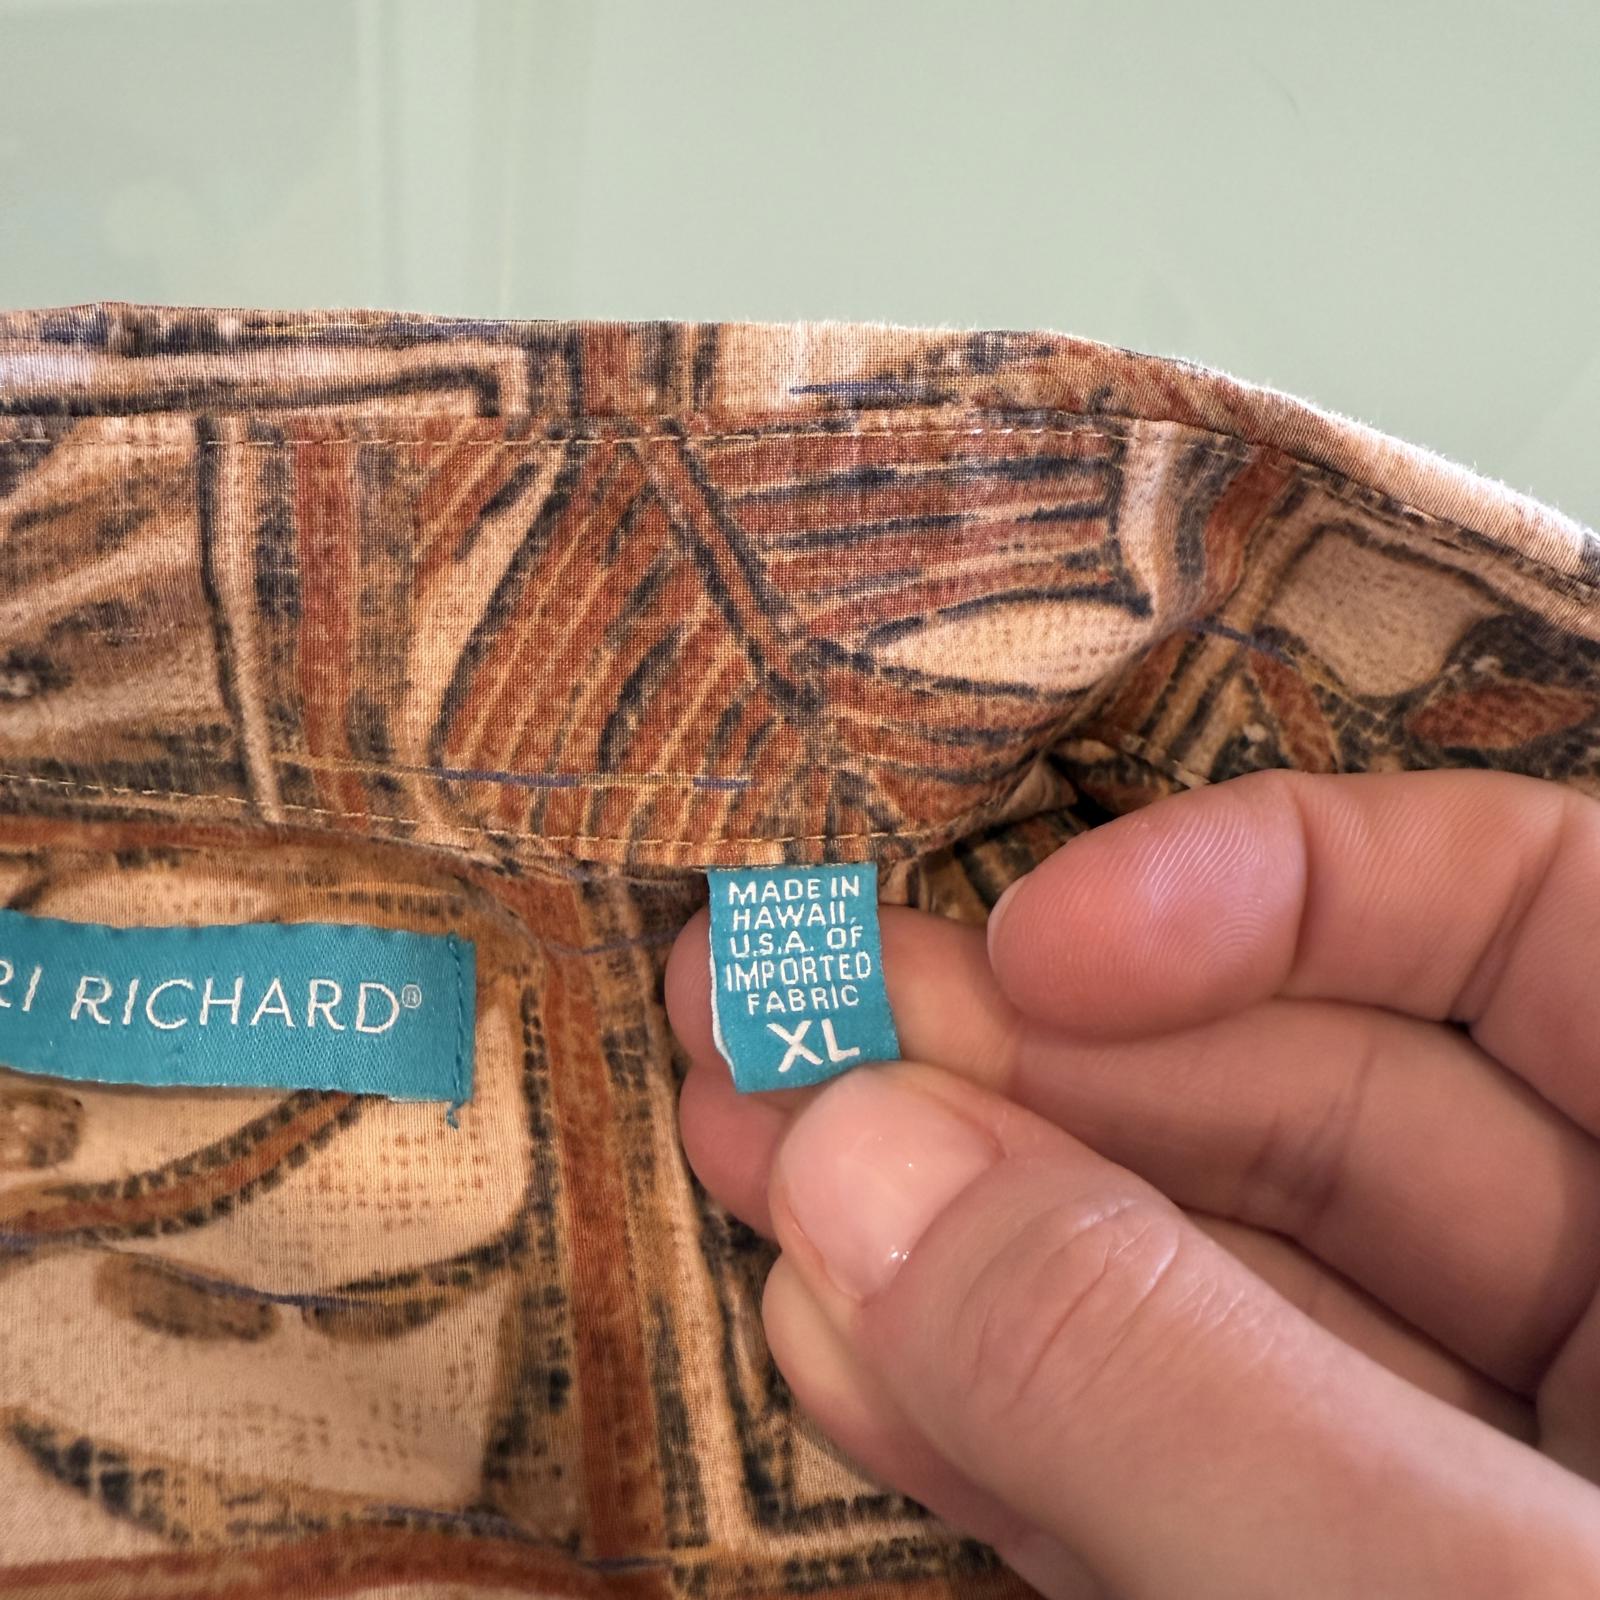 RI RICHARD®
MADE IN
HAWAII,
U.S.A. OF
IMPORTED
FABRIC
XL